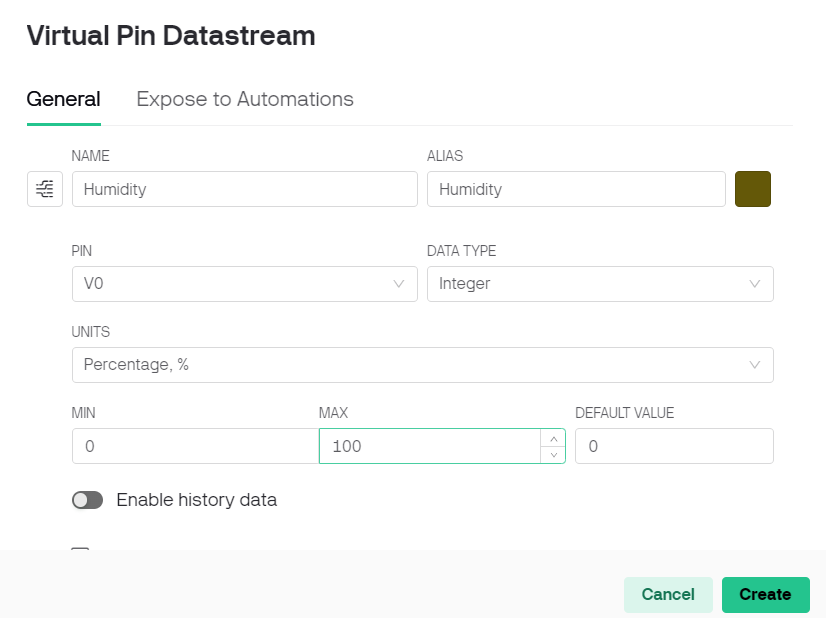 Virtual Pin Datastream
General Expose to Automations
NAME ALIAS
Humidity Humidity
PIN DATA TYPE
V0 Integer
UNITS
Percentage, %
MIN MAX DEFAULT VALUE
0 100 0
Enable history data
Cancel Create